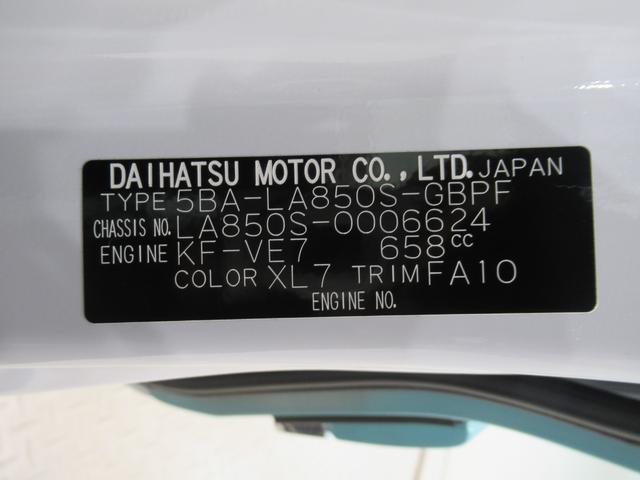 DAIHATSU MOTOR CO.,LTD. JAPAN
TYPE 5BA-LA850S-GBPF
CHASSIS NO. LA850S-0006624
ENGINE KF-VE7 658cc
COLOR XL7 TRIM FA10
ENGINE NO.